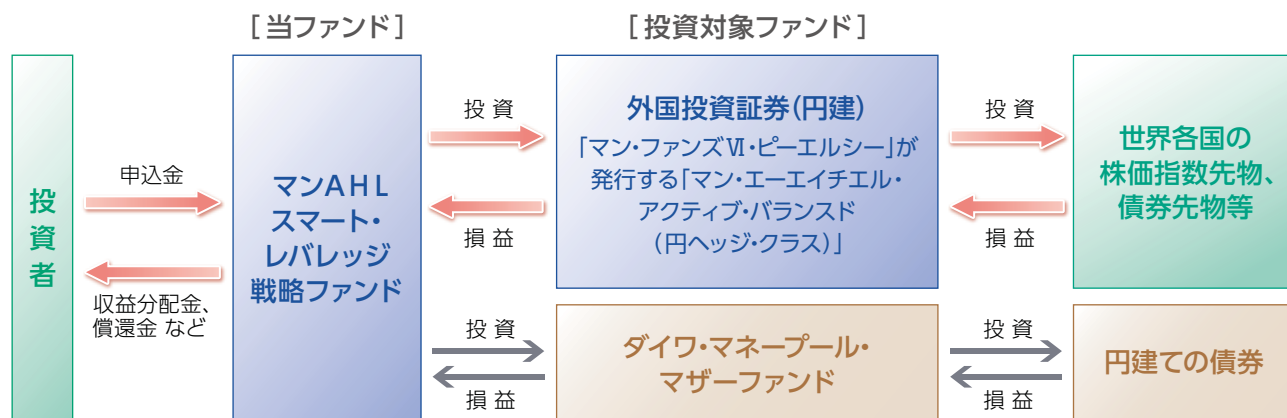 [当ファンド]
[投資対象ファンド]
投資者
申込金
収益分配金、
償還金 など
マンAHL
スマート・
レバレッジ
戦略ファンド
投資
損益
外国投資証券(円建)
「マン・ファンズⅥ・ピーエルシー」が
発行する「マン・エーエイチエル・
アクティブ・バランスド
(円ヘッジ・クラス)」
投資
損益
世界各国の
株価指数先物、
債券先物等
投資
損益
ダイワ・マネープール・
マザーファンド
投資
損益
円建ての債券